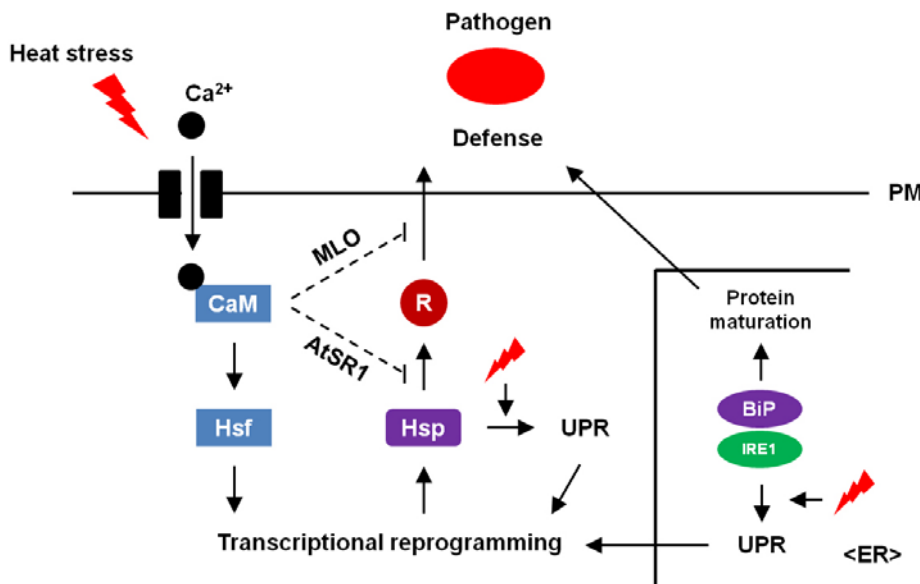 Pathogen
Heat stress
Ca²⁺
Defense
PM
MLO
CaM
R
Protein
maturation
AtSR1
BiP
Hsf
Hsp
UPR
IRE1
Transcriptional reprogramming
UPR
<ER>